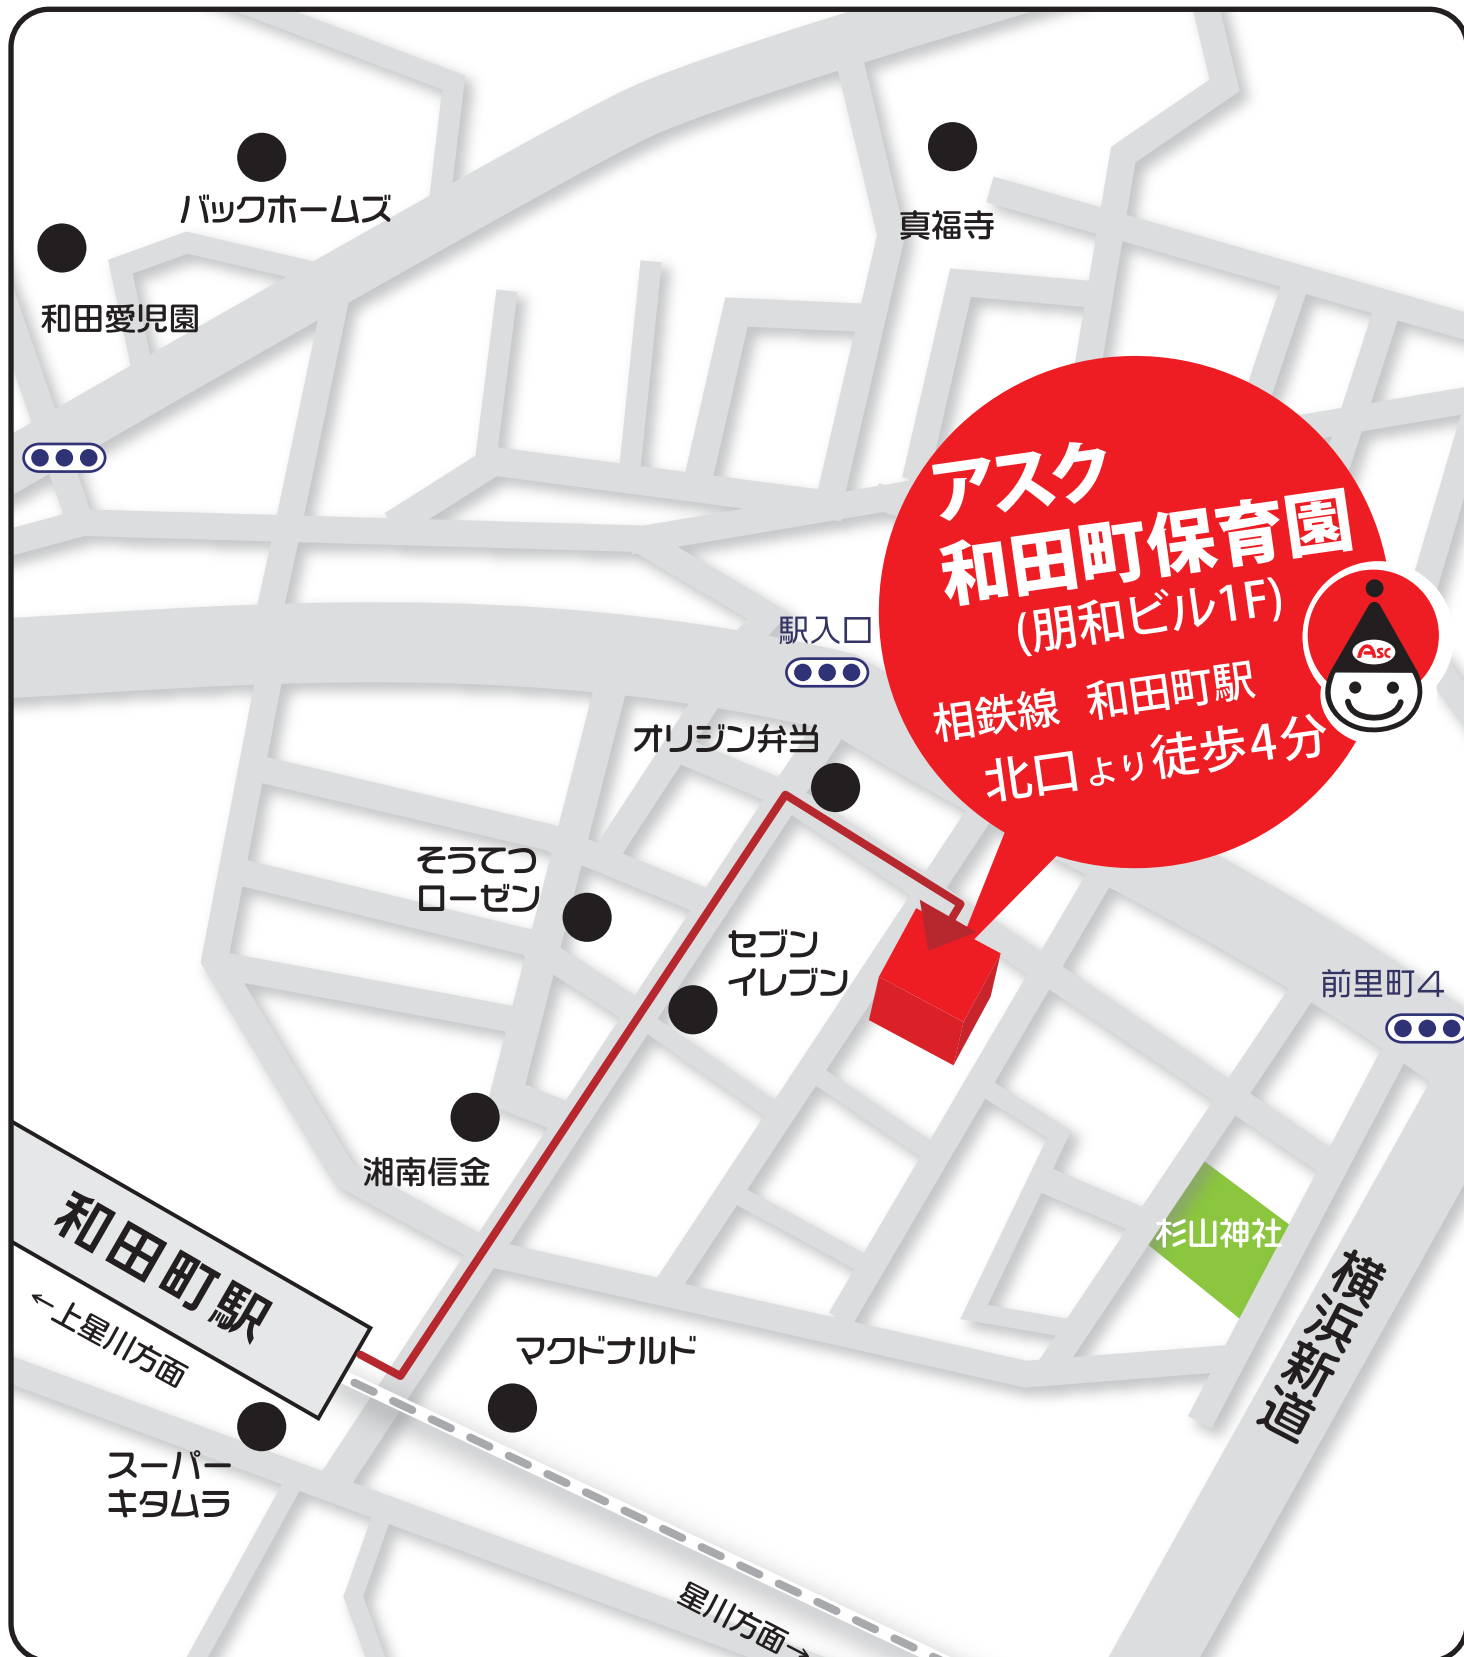 バックホームズ
真福寺
和田愛児園
アスク
和田町保育園
(朋和ビル1F)
相鉄線 和田町駅
北口より徒歩4分
Asc
駅入口
オリジン弁当
そうてつ
ローゼン
セブン
イレブン
前里町4
湘南信金
杉山神社
和田町駅
←上星川方面
横浜新道
マクドナルド
スーパー
キタムラ
星川方面→